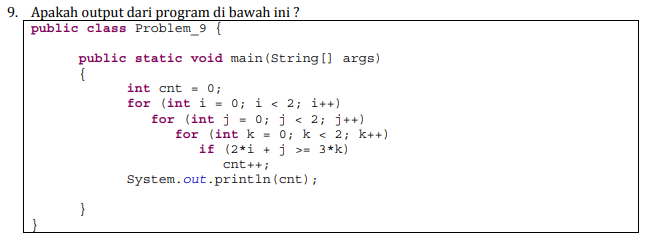 9. Apakah output dari program di bawah ini ?
public class Problem_9 {
public static void main(String[] args)
{
int cnt = 0;
for (int i = 0; i < 2; i++)
for (int j = 0; j < 2; j++)
for (int k = 0; k < 2; k++)
if (2*i + j >= 3*k)
cnt++;
System.out.println(cnt);
}
}